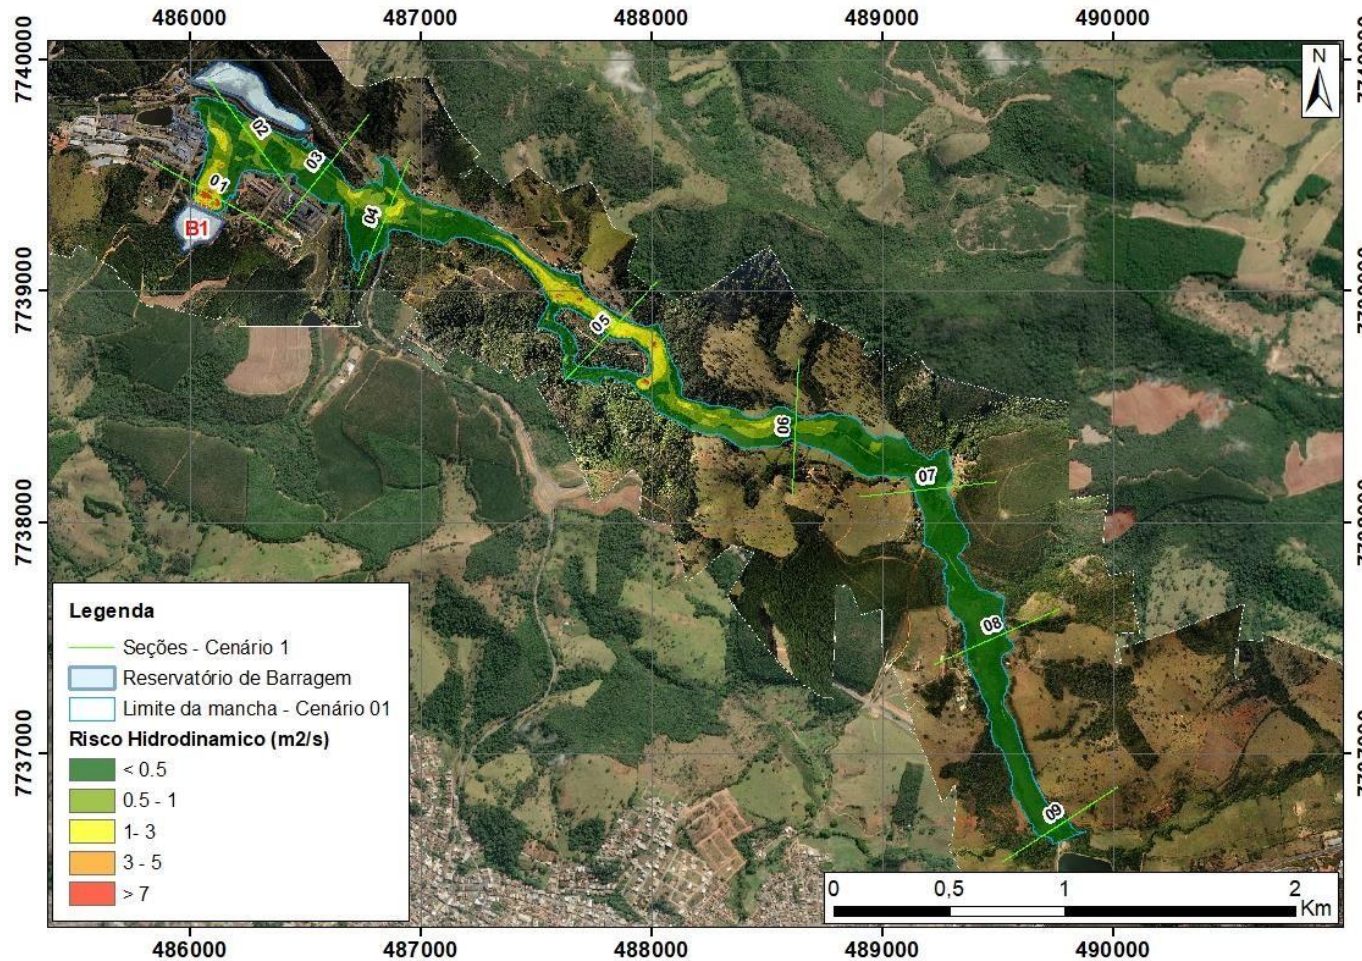 486000 487000 488000 489000 490000
7740000
7739000
7738000
7737000
N
02
03
01
04
B1
05
06
07
08
09
Legenda
Seções - Cenário 1
Reservatório de Barragem
Limite da mancha - Cenário 01
Risco Hidrodinamico (m2/s)
< 0.5
0.5 - 1
1- 3
3 - 5
> 7
0 0,5 1 2
Km
486000 487000 488000 489000 490000